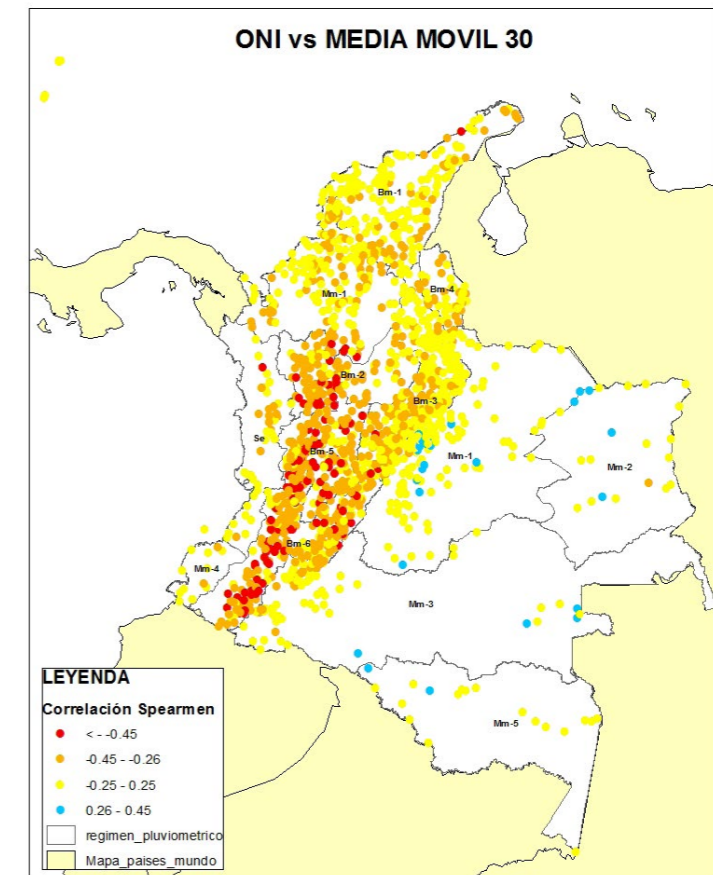 ONI vs MEDIA MOVIL 30
Bm-1
Bm-4
Mm-1
Bm-2
Bm-3
Se
Bm-5
Mm-1
Mm-2
Bm-6
Mm-4
Mm-3
Mm-5
LEYENDA
Correlación Spearmen
< - -0.45
-0.45 - -0.26
-0.25 - 0.25
0.26 - 0.45
regimen_pluviometrico
Mapa_paises_mundo